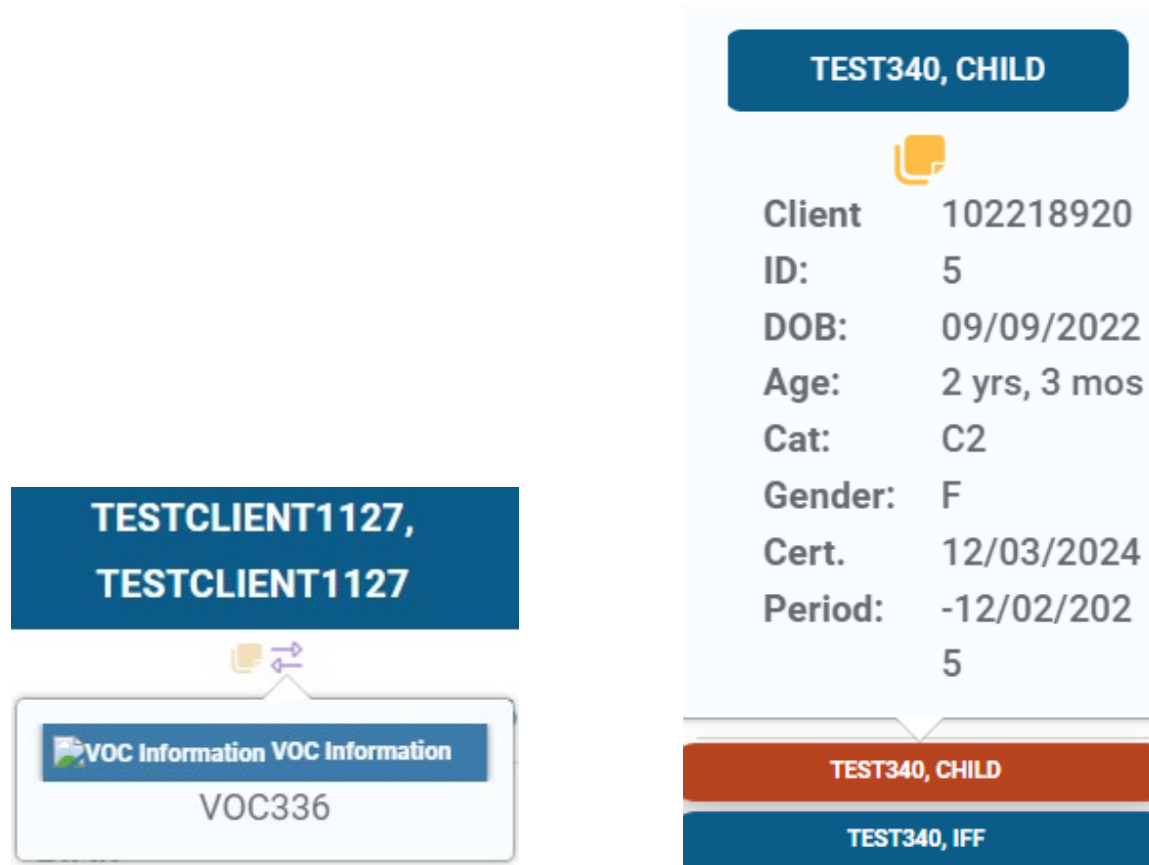 TESTCLIENT1127,
TESTCLIENT1127
VOC Information VOC Information
VOC336
TEST340, CHILD
Client 102218920
ID: 5
DOB: 09/09/2022
Age: 2 yrs, 3 mos
Cat: C2
Gender: F
Cert. 12/03/2024
Period: -12/02/202
5
TEST340, CHILD
TEST340, IFF